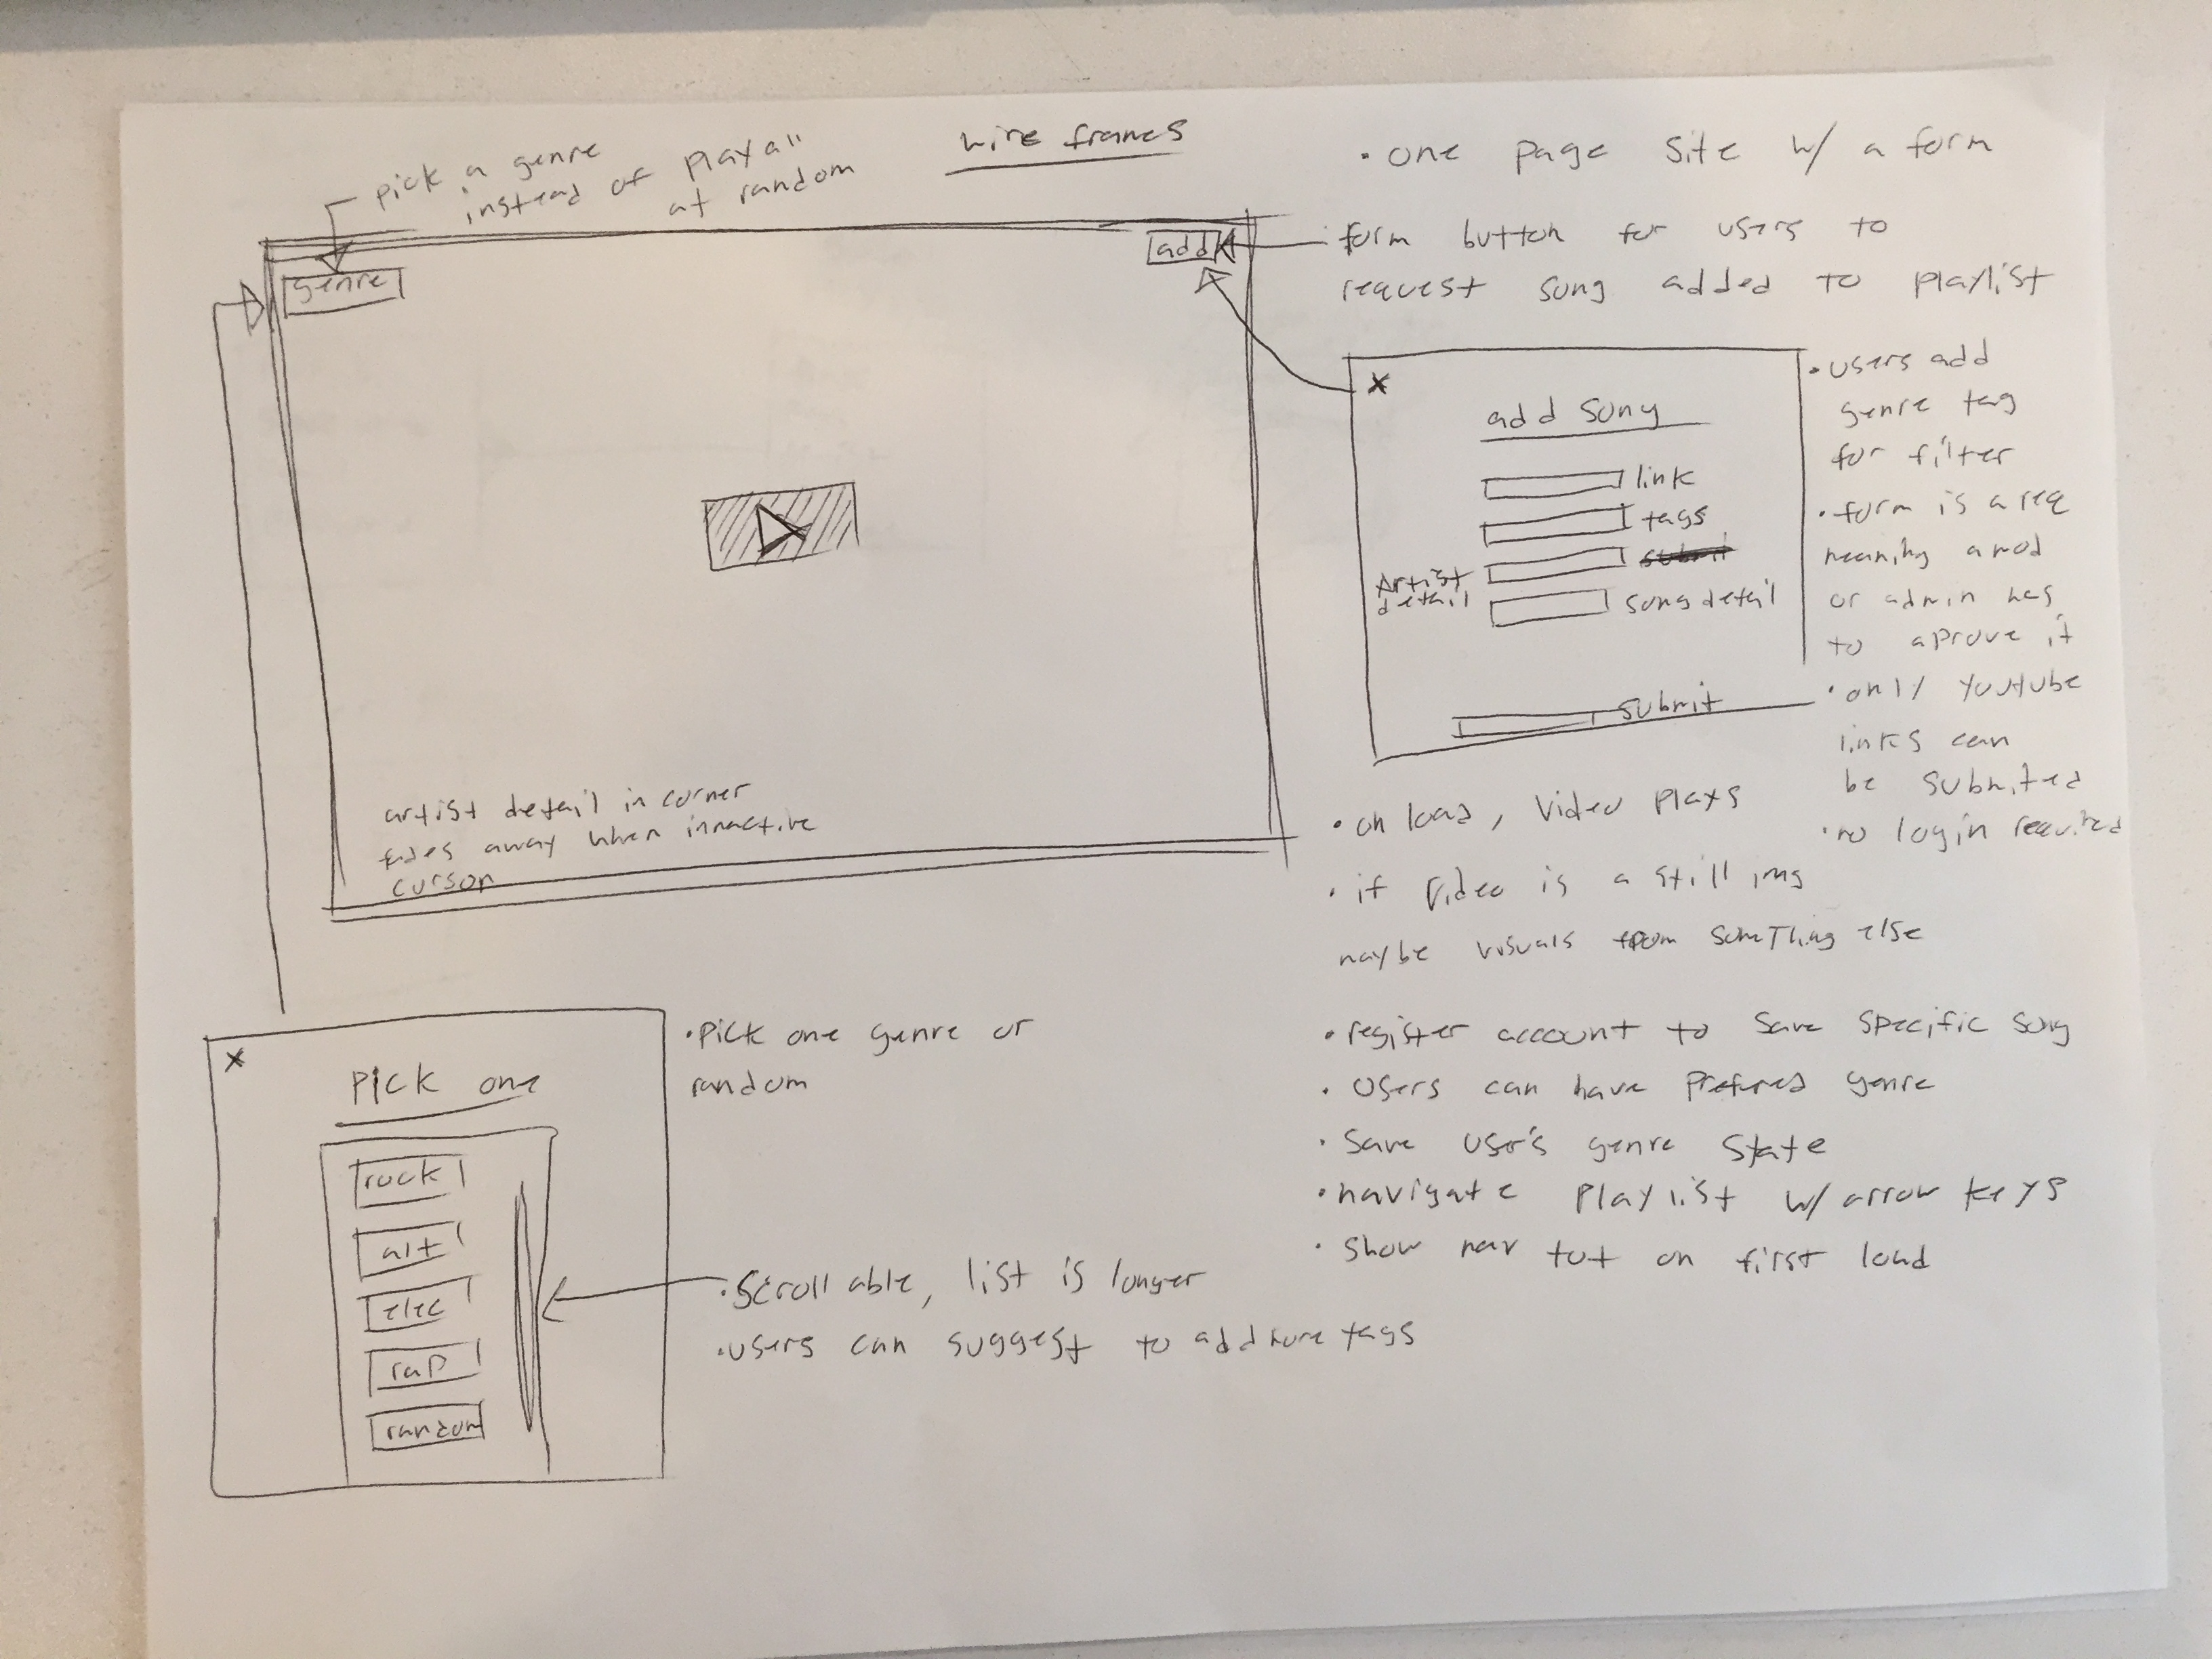 wire frames
pick a genre
instead of play all
at random
genre
add
artist detail in corner
fades away when innactive
cursor
• one page site w/ a form
form button for users to
request song added to playlist
x
add song
link
tags
submit
Artist
detail
song detail
submit
• users add
genre tag
for filter
• form is a req
meaning a mod
or admin has
to aprove it
• only youtube
links can
be submitted
• no login required
• on load, video plays
• if video is a still img
maybe visuals from something else
• register account to save specific song
• users can have prefered genre
• save user's genre state
• navigate playlist w/ arrow keys
• show nav tut on first load
x
pick one
rock
alt
elec
rap
random
• pick one genre or
random
• scrollable, list is longer
• users can suggest to add more tags